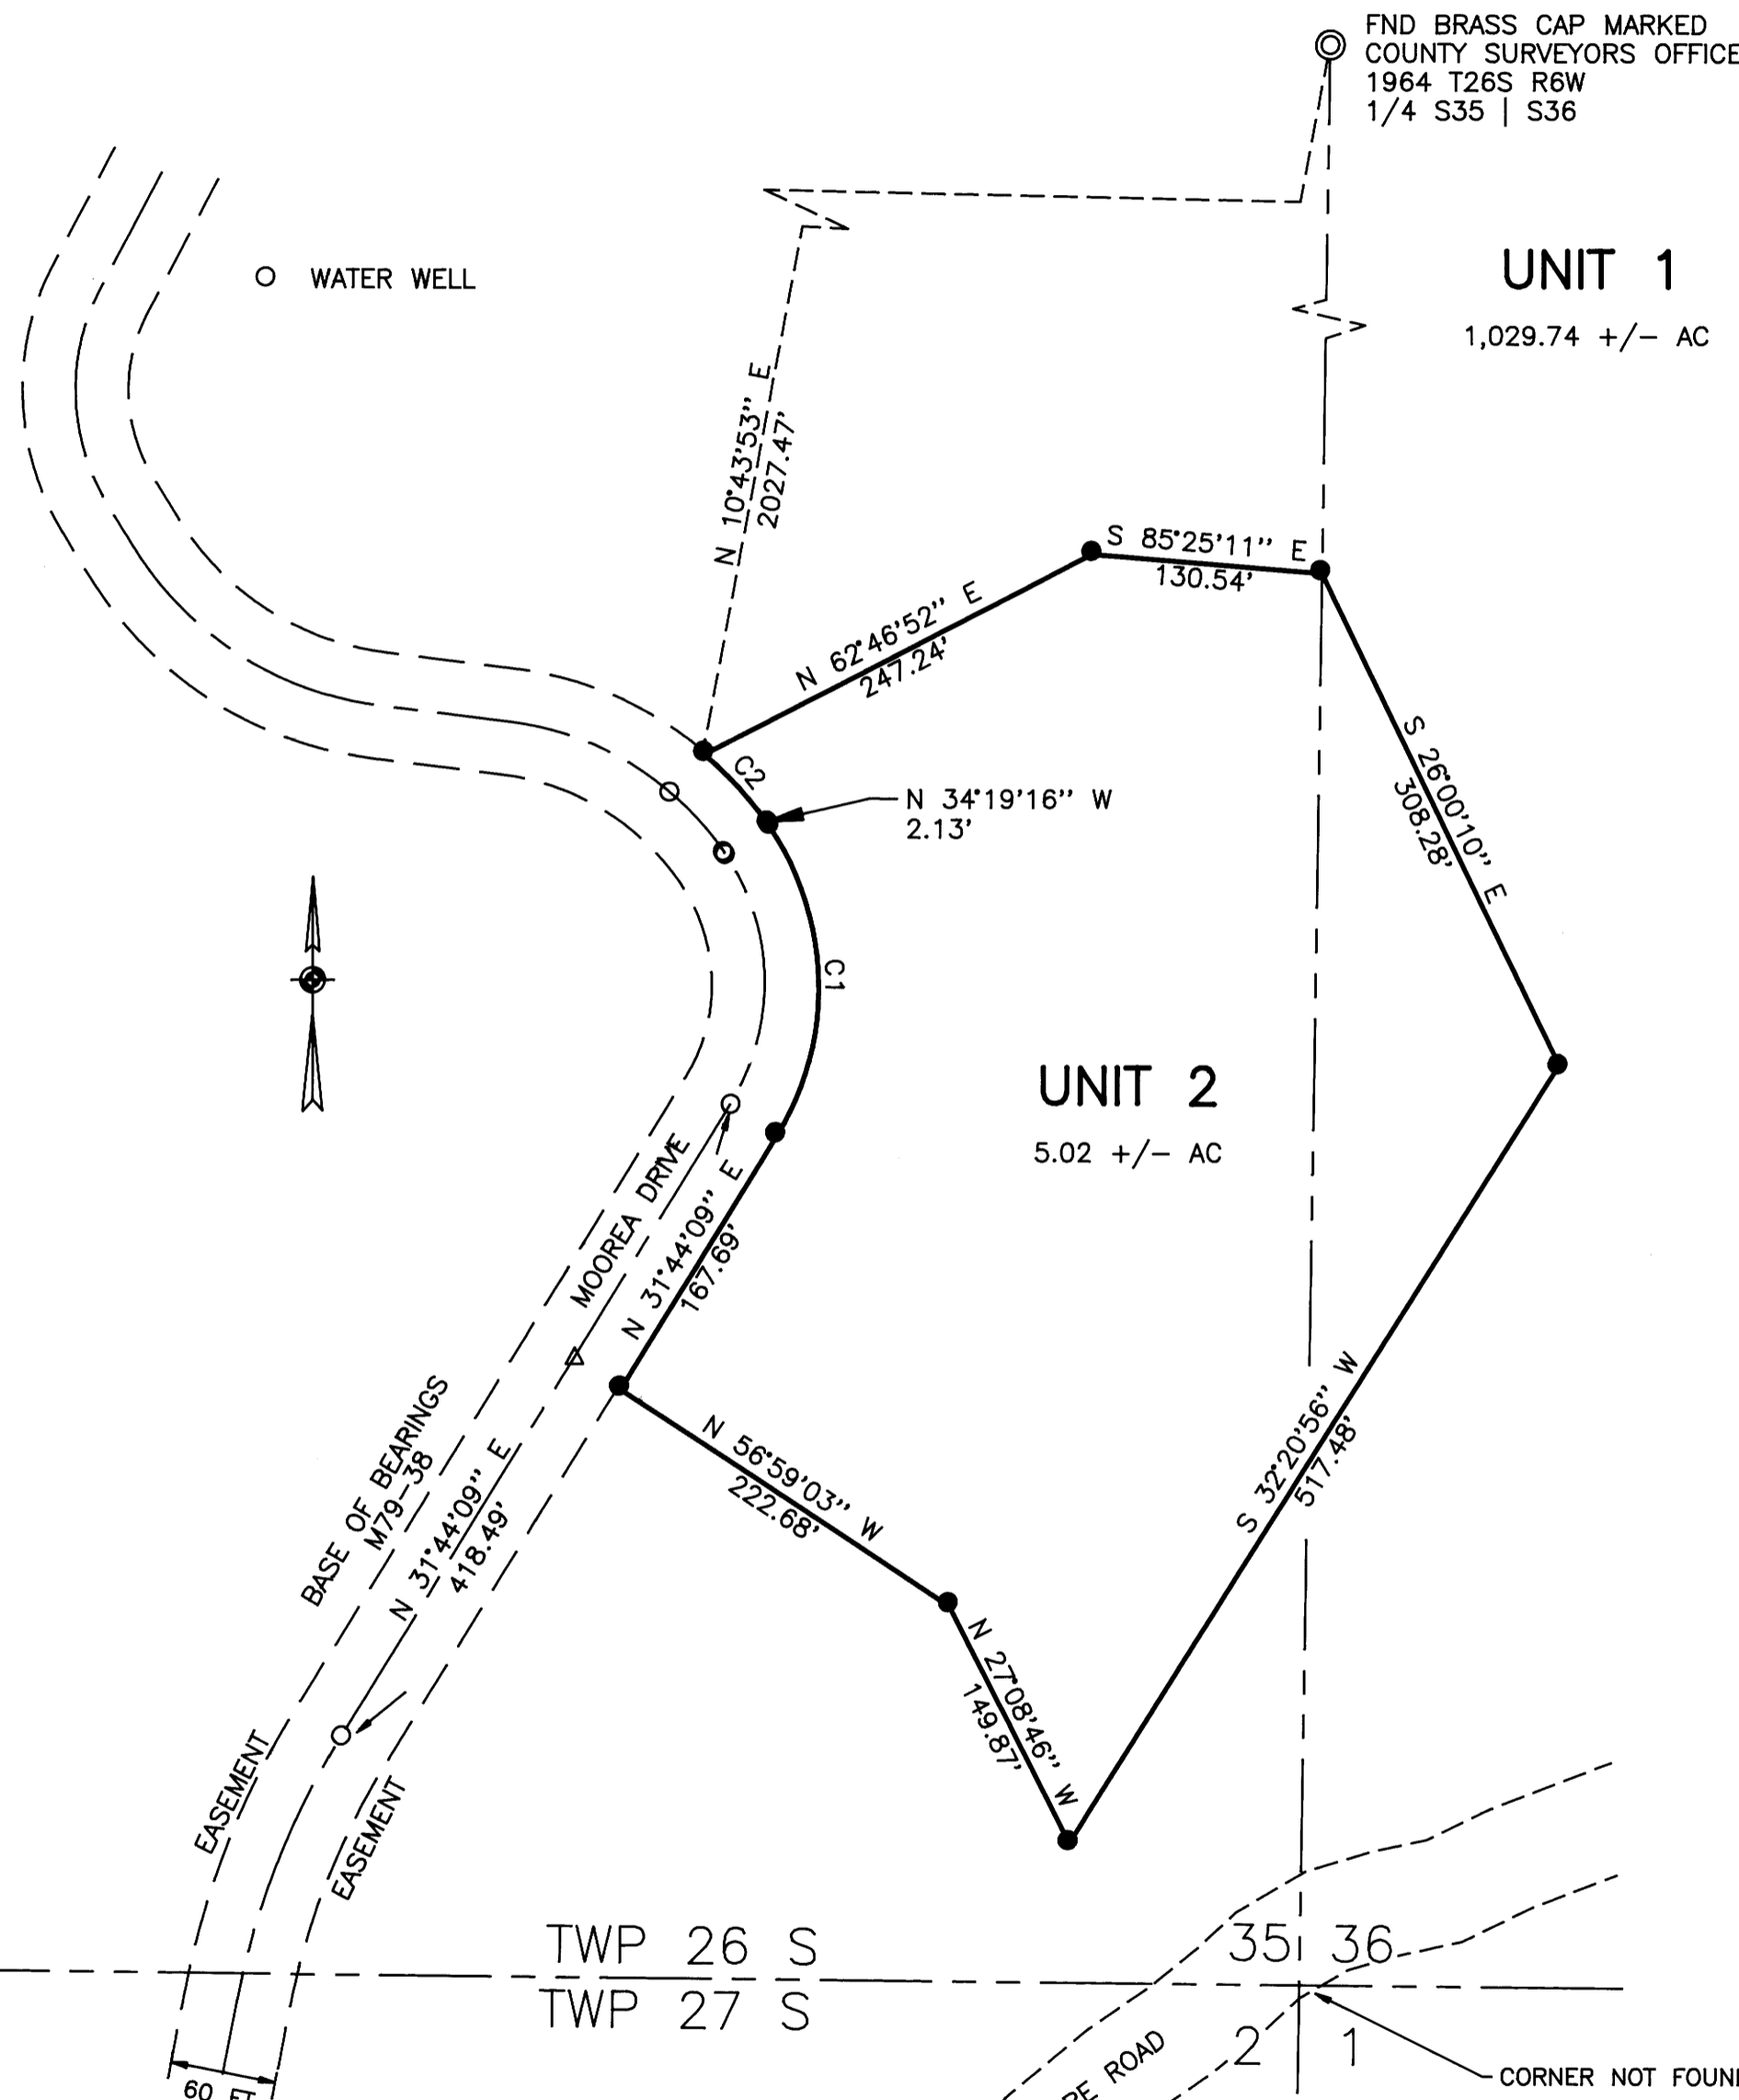 FND BRASS CAP MARKED
COUNTY SURVEYORS OFFICE
1964 T26S R6W
1/4 S35 | S36
UNIT 1
1,029.74 +/- AC
WATER WELL
N 10°43'53" E
2027.47'
S 85°25'11" E
130.54'
N 62°46'52" E
247.24'
C2
N 34°19'16" W
2.13'
S 26°00'10" E
308.28'
C1
UNIT 2
5.02 +/- AC
MOOREA DRIVE
N 31°44'09" E
167.69'
BASE OF BEARINGS
M79-38
N 31°44'09" E
418.49'
N 56°59'03" W
222.68'
S 32°20'56" W
517.48'
N 27°08'46" W
149.87'
EASEMENT
EASEMENT
TWP 26 S
35 36
TWP 27 S
2 1
ROAD
CORNER NOT FOUND
60